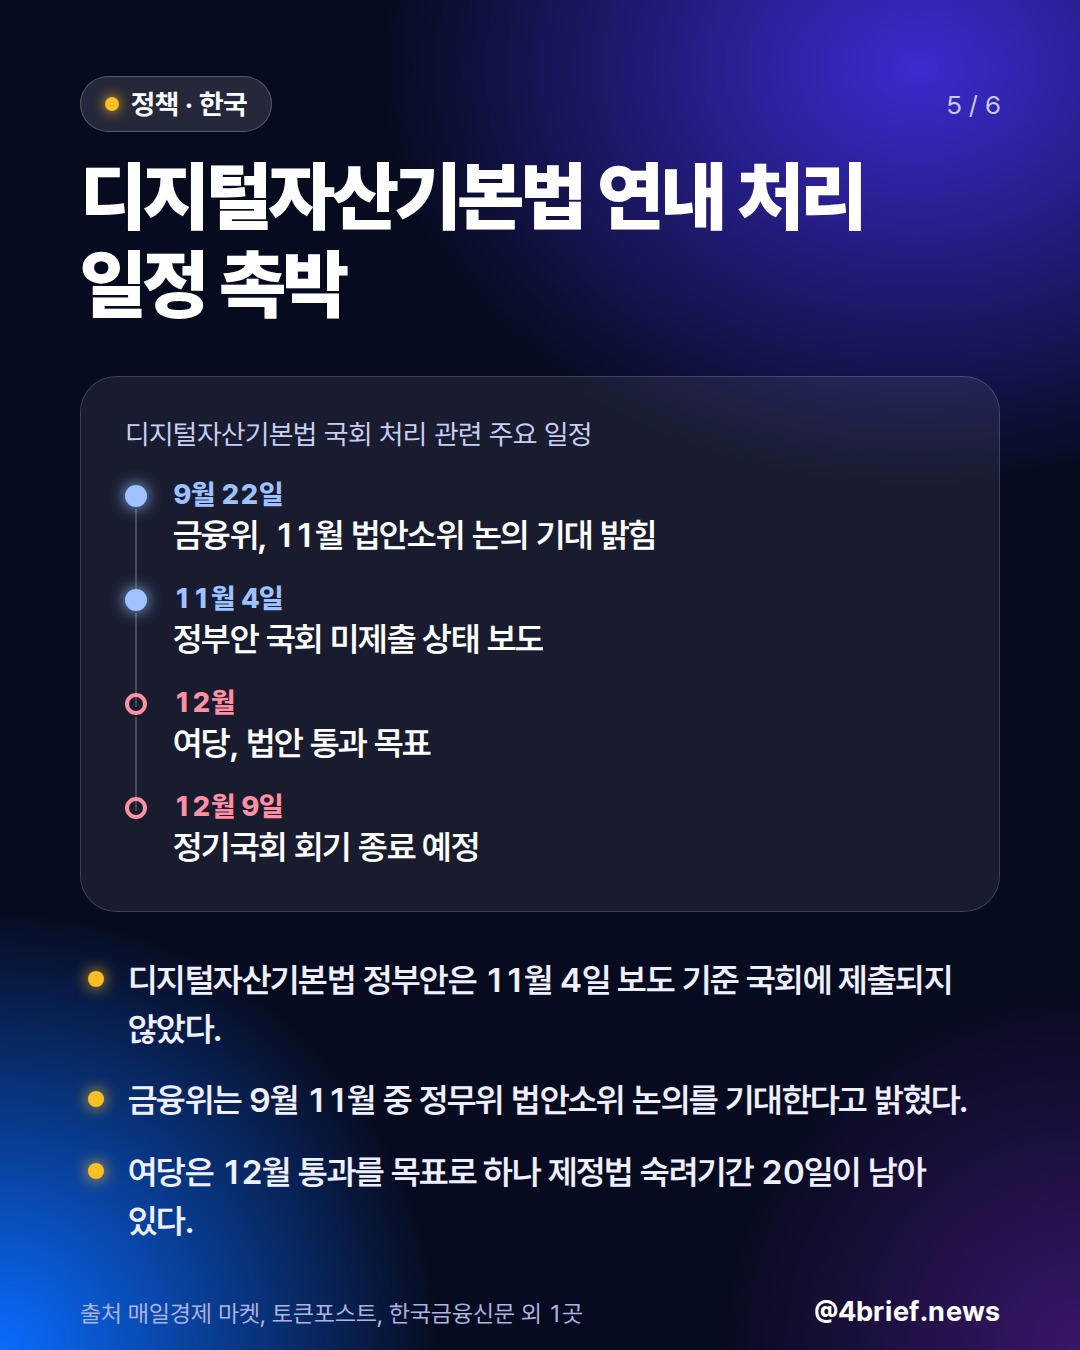 정책 · 한국
5 / 6
디지털자산기본법 연내 처리
일정 촉박
디지털자산기본법 국회 처리 관련 주요 일정
9월 22일
금융위, 11월 법안소위 논의 기대 밝힘
11월 4일
정부안 국회 미제출 상태 보도
12월
여당, 법안 통과 목표
12월 9일
정기국회 회기 종료 예정
디지털자산기본법 정부안은 11월 4일 보도 기준 국회에 제출되지
않았다.
금융위는 9월 11월 중 정무위 법안소위 논의를 기대한다고 밝혔다.
여당은 12월 통과를 목표로 하나 제정법 숙려기간 20일이 남아
있다.
출처 매일경제 마켓, 토큰포스트, 한국금융신문 외 1곳
@4brief.news